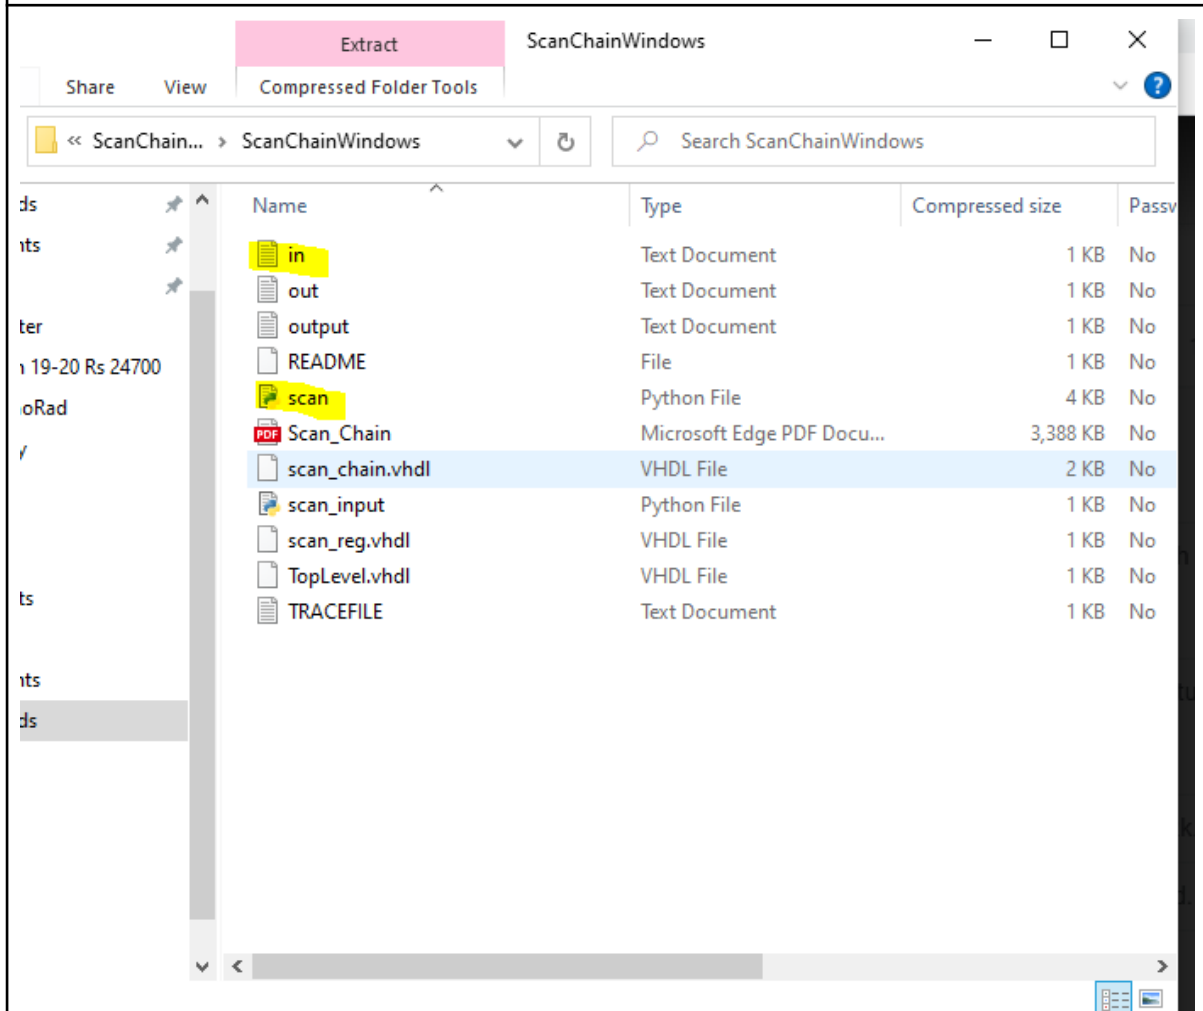 Extract ScanChainWindows
Share View Compressed Folder Tools ?
« ScanChain... > ScanChainWindows Search ScanChainWindows
ds Name Type Compressed size Passw
nts
in Text Document 1 KB No
out Text Document 1 KB No
ter output Text Document 1 KB No
README File 1 KB No
19-20 Rs 24700
scan Python File 4 KB No
oRad
PDF Scan_Chain Microsoft Edge PDF Docu... 3,388 KB No
y
scan_chain.vhdl VHDL File 2 KB No
scan_input Python File 1 KB No
scan_reg.vhdl VHDL File 1 KB No
TopLevel.vhdl VHDL File 1 KB No
ts
TRACEFILE Text Document 1 KB No
nts
ds